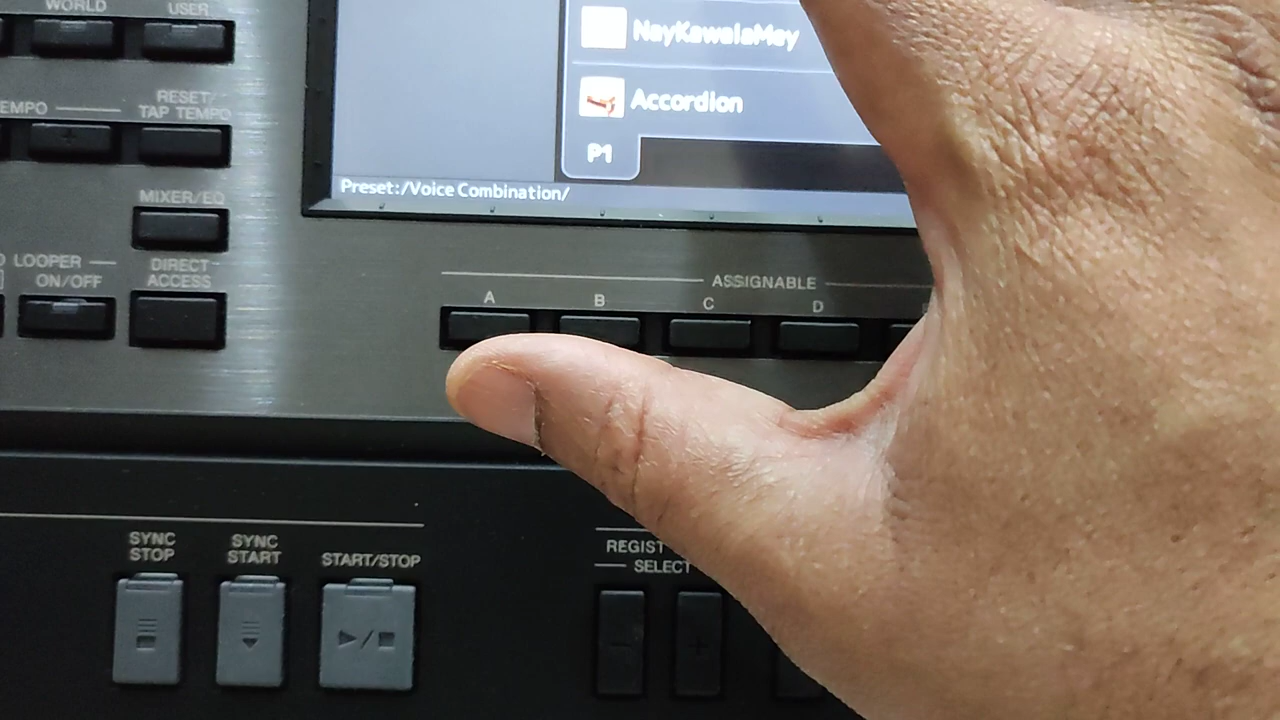 WORLD
USER
NayKawalaMay
EMPO
RESET/
TAP TEMPO
Accordion
P1
Preset:/Voice Combination/
MIXER/EQ
LOOPER
ON/OFF
DIRECT
ACCESS
ASSIGNABLE
A
B
C
D
SYNC
STOP
SYNC
START
START/STOP
REGIST
SELECT